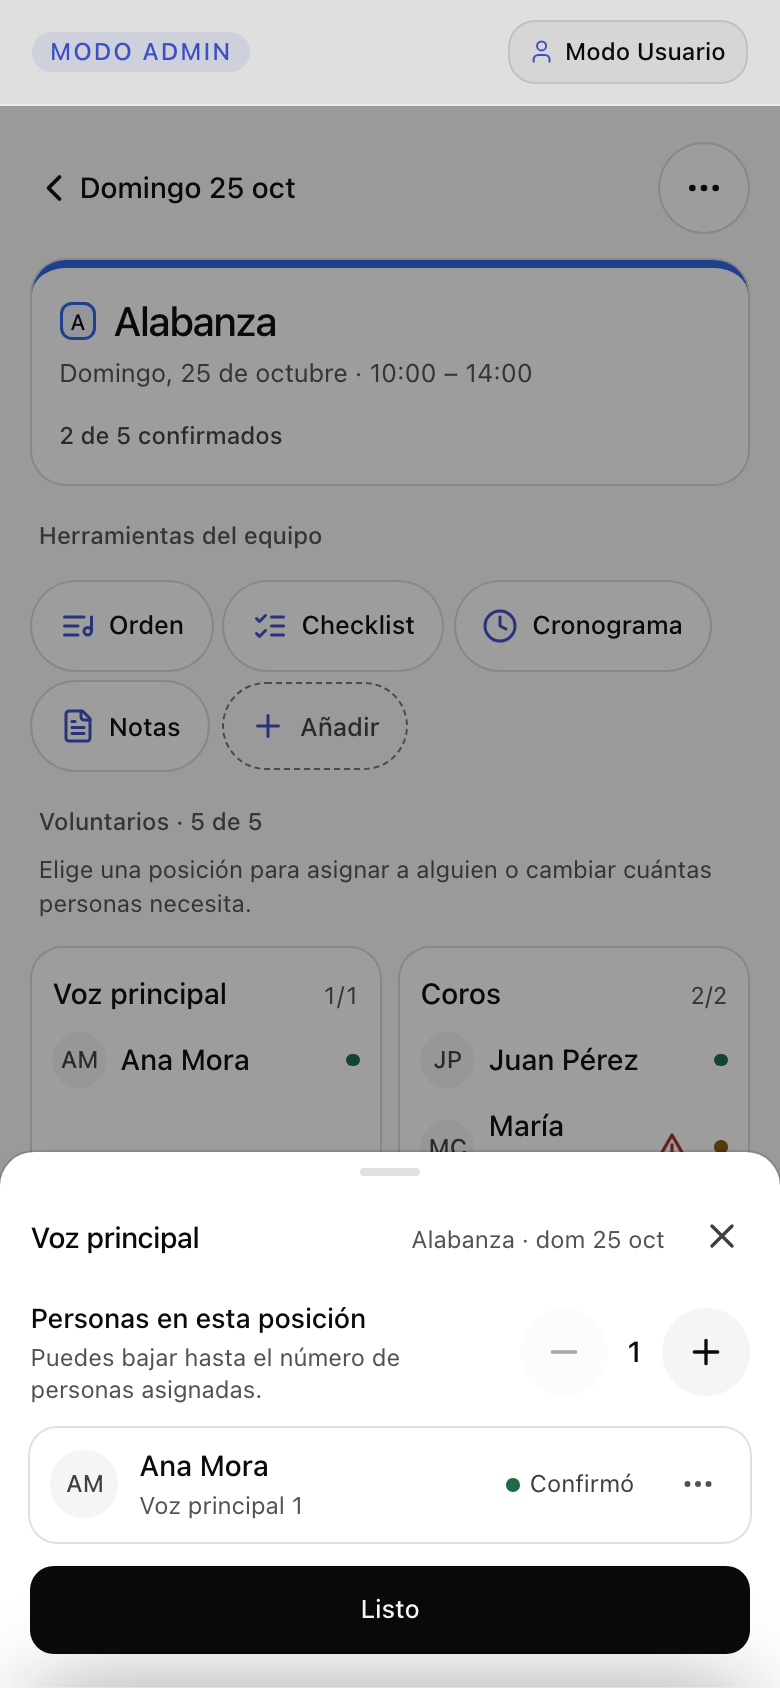 MODO ADMIN
Modo Usuario
Domingo 25 oct
A Alabanza
Domingo, 25 de octubre · 10:00 – 14:00
2 de 5 confirmados
Herramientas del equipo
Orden
Checklist
Cronograma
Notas
Añadir
Voluntarios · 5 de 5
Elige una posición para asignar a alguien o cambiar cuántas
personas necesita.
Voz principal 1/1
AM Ana Mora
Coros 2/2
JP Juan Pérez
María
MC
Voz principal
Alabanza · dom 25 oct
Personas en esta posición
Puedes bajar hasta el número de
personas asignadas.
1
AM
Ana Mora
Voz principal 1
Confirmó
Listo